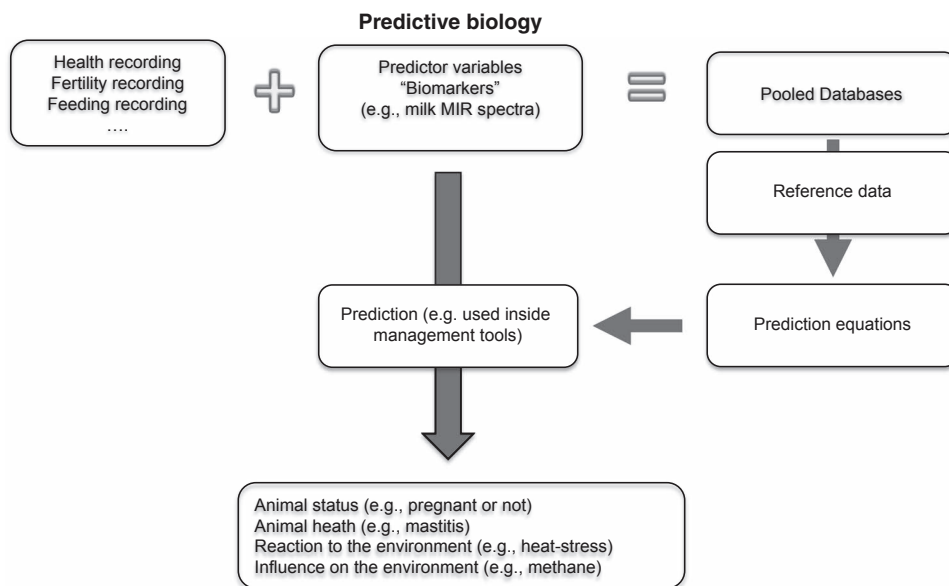 Predictive biology
Health recording
Fertility recording
Feeding recording
….
Predictor variables
“Biomarkers”
(e.g., milk MIR spectra)
Pooled Databases
Reference data
Prediction (e.g. used inside
management tools)
Prediction equations
Animal status (e.g., pregnant or not)
Animal heath (e.g., mastitis)
Reaction to the environment (e.g., heat-stress)
Influence on the environment (e.g., methane)